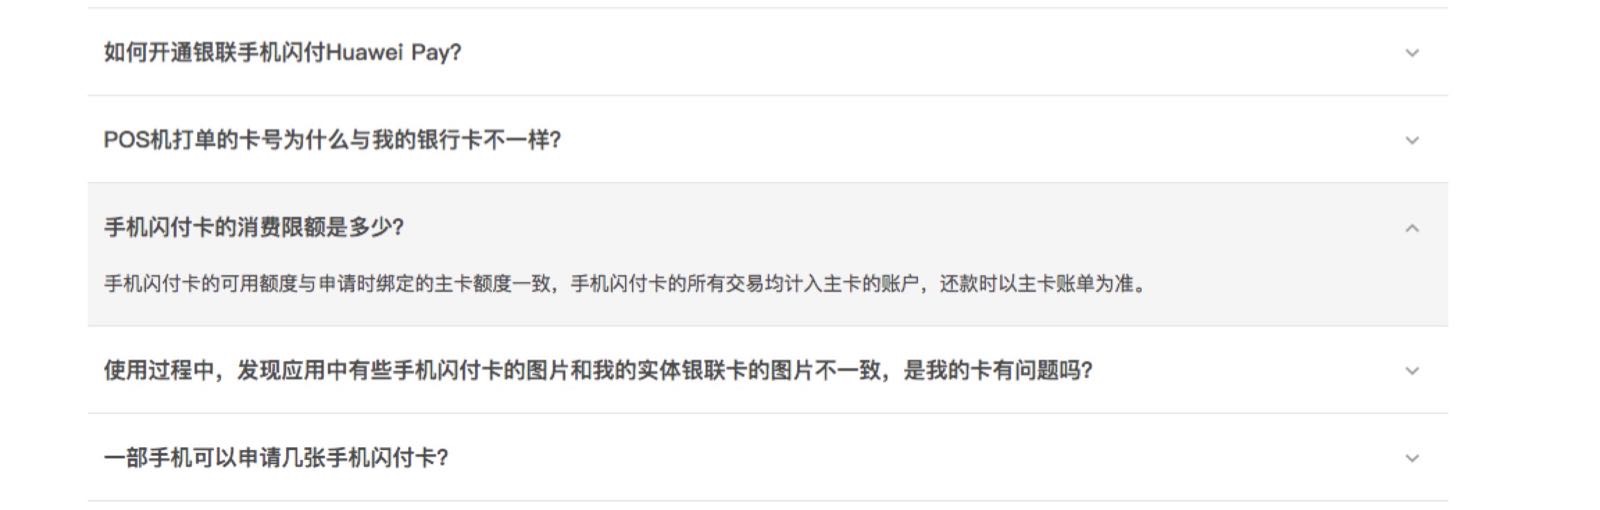 如何开通银联手机闪付Huawei Pay?
POS机打单的卡号为什么与我的银行卡不一样?
手机闪付卡的消费限额是多少?
手机闪付卡的可用额度与申请时绑定的主卡额度一致，手机闪付卡的所有交易均计入主卡的账户，还款时以主卡账单为准。
使用过程中，发现应用中有些手机闪付卡的图片和我的实体银联卡的图片不一致，是我的卡有问题吗?
一部手机可以申请几张手机闪付卡?